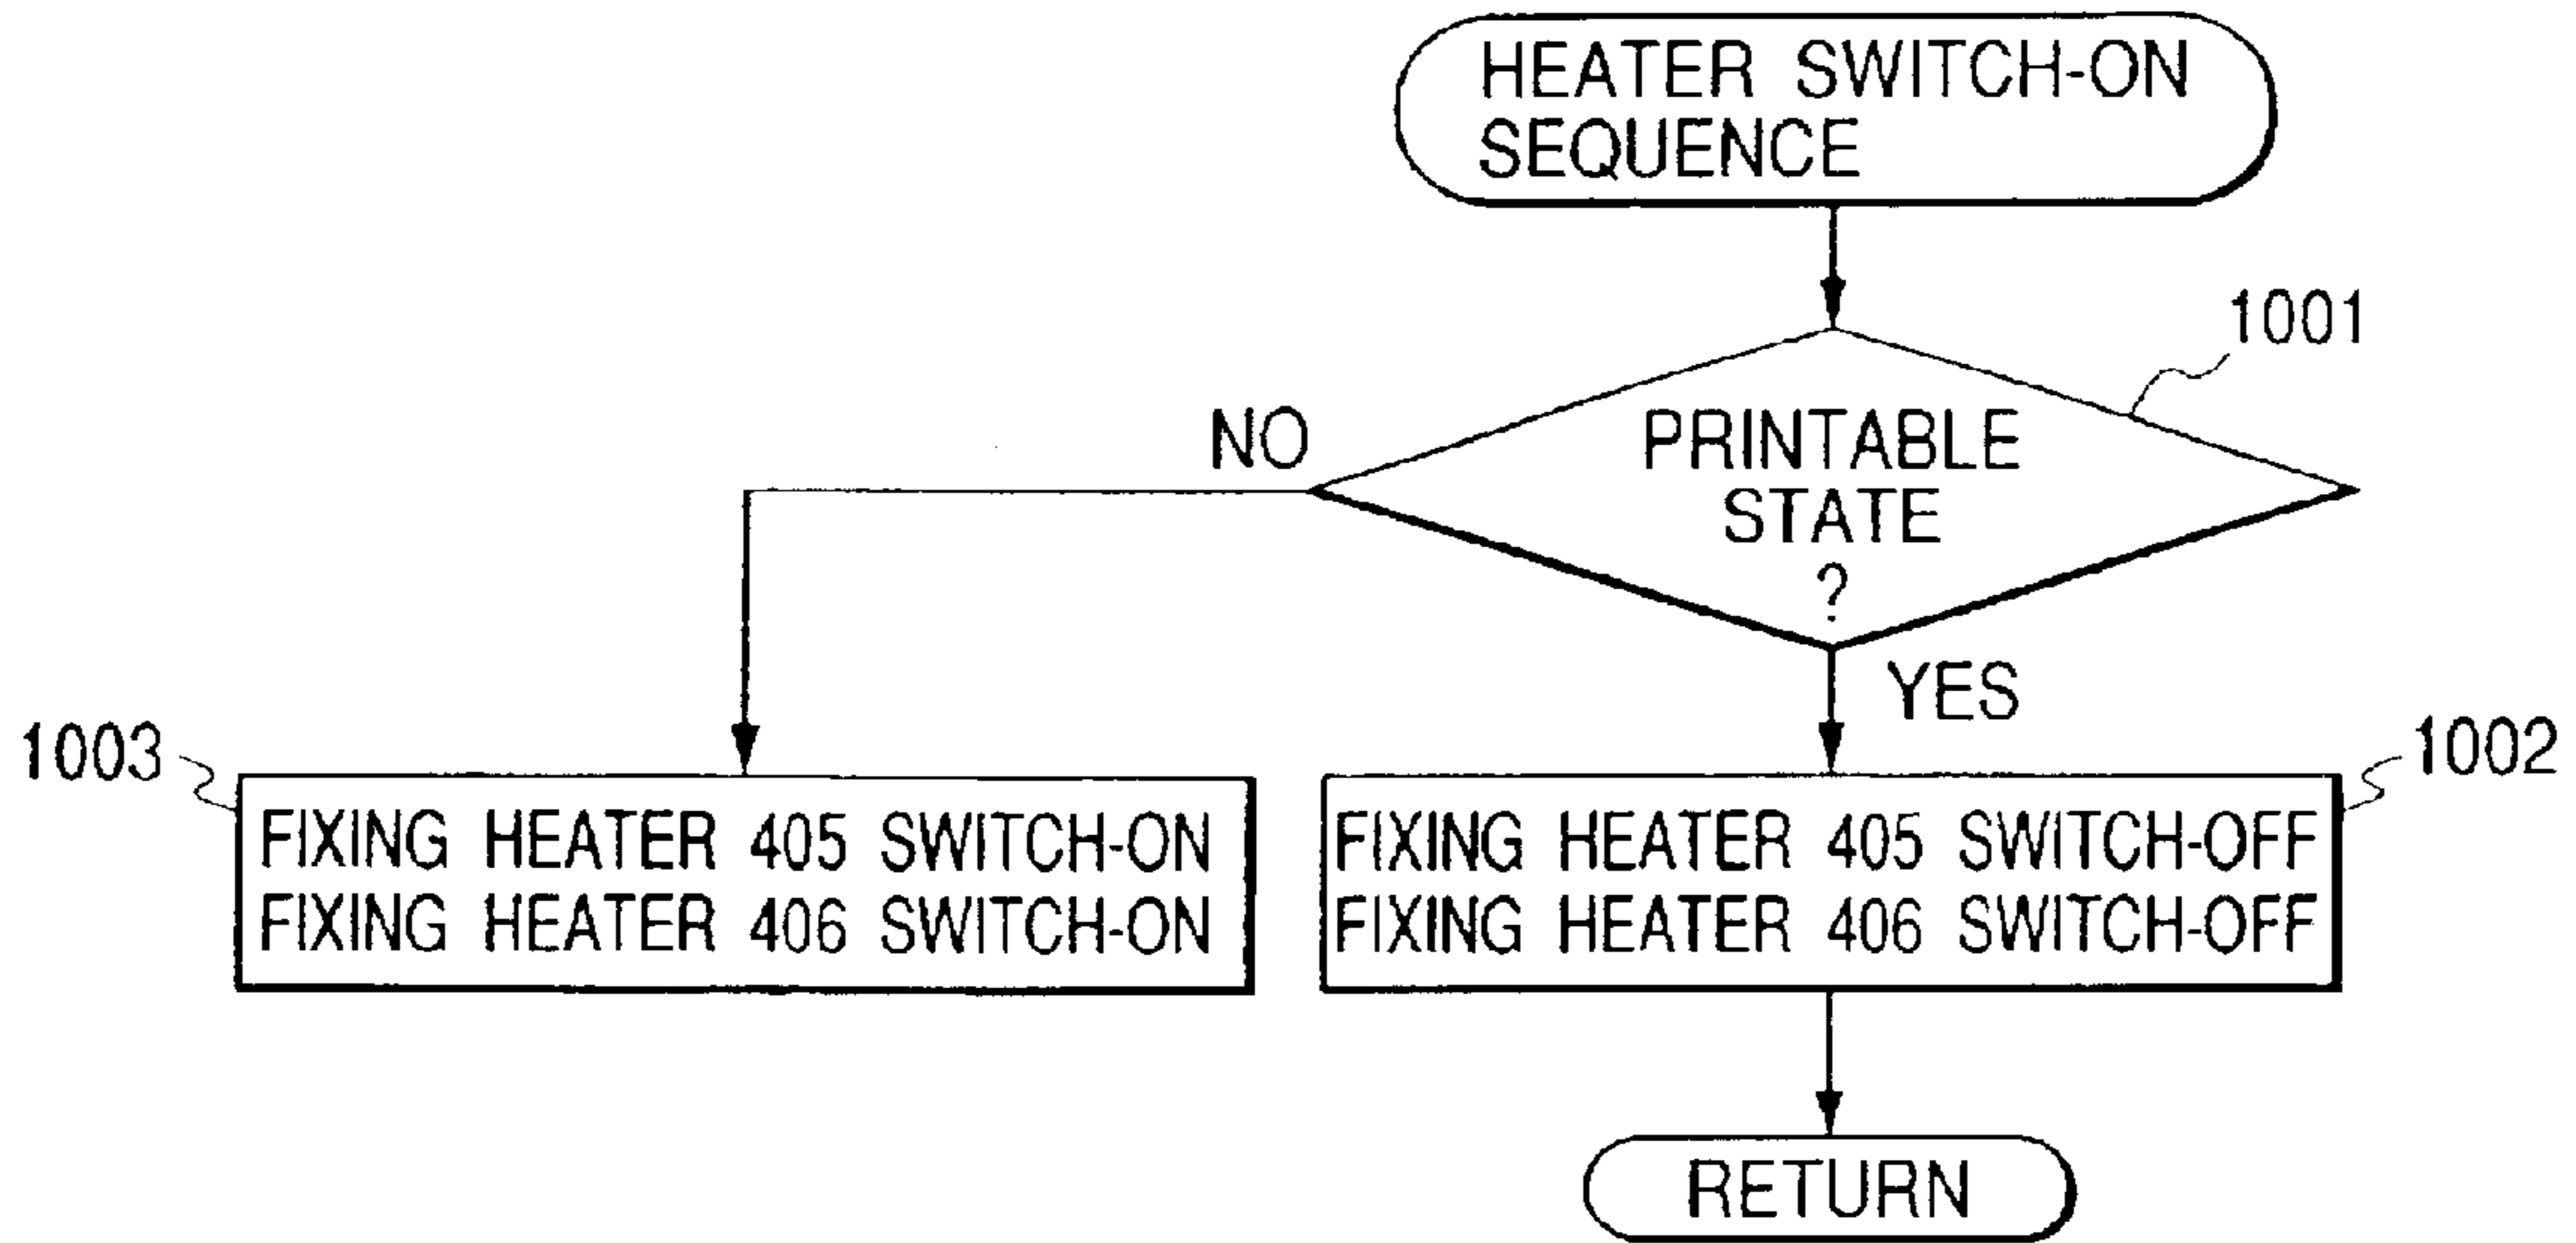 HEATER SWITCH-ON
SEQUENCE
1001
NO
PRINTABLE
STATE
?
YES
1003
FIXING HEATER 405 SWITCH-ON
FIXING HEATER 406 SWITCH-ON
1002
FIXING HEATER 405 SWITCH-OFF
FIXING HEATER 406 SWITCH-OFF
RETURN